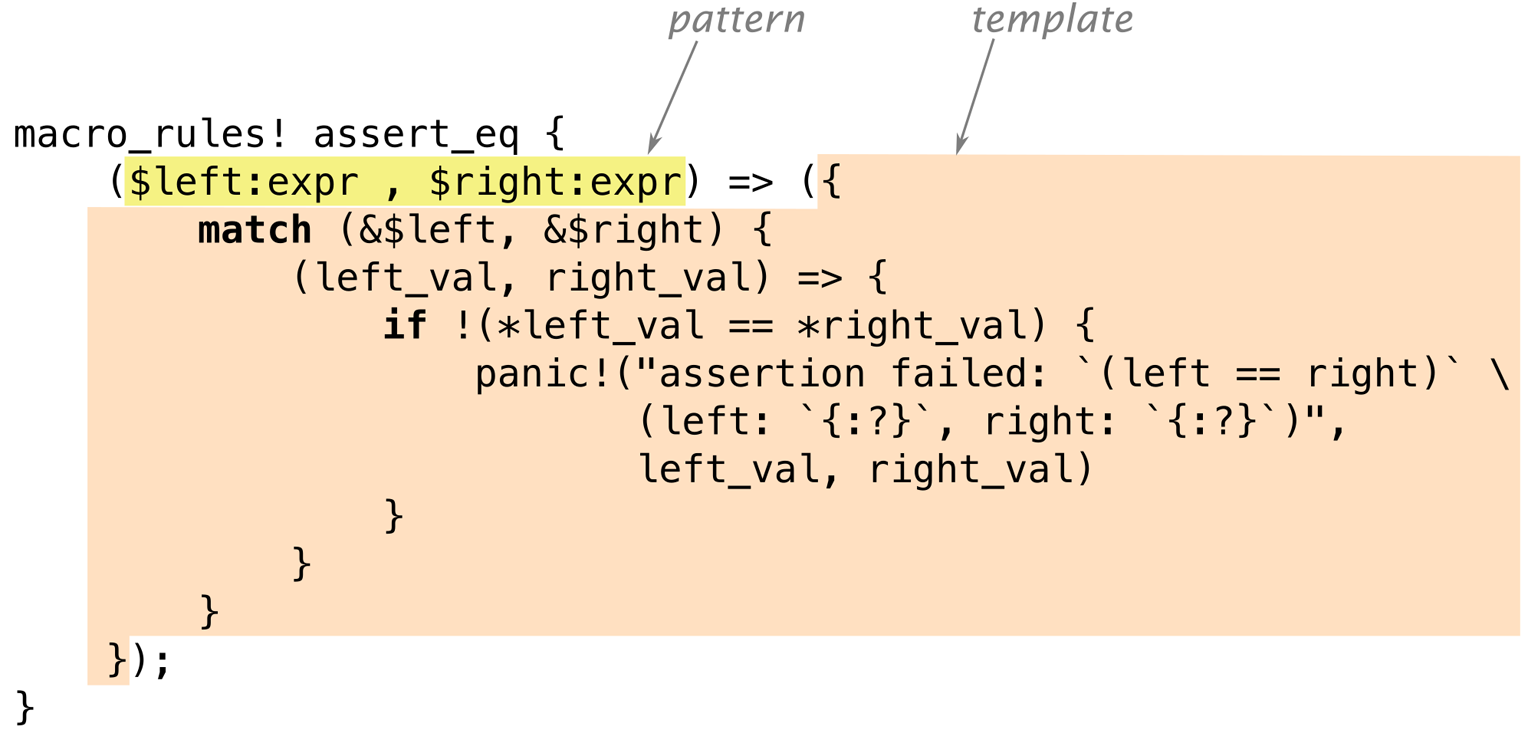 pattern template
macro_rules! assert_eq {
    ($left:expr , $right:expr) => ({
        match (&$left, &$right) {
            (left_val, right_val) => {
                if !(*left_val == *right_val) {
                    panic!("assertion failed: `(left == right)` \
                           (left: `{:?}`, right: `{:?}`)",
                           left_val, right_val)
                }
            }
        }
    });
}